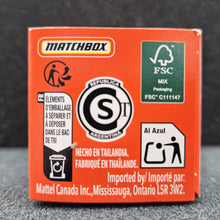 MATCHBOX
FSC
MIX
Packaging
FSC® C111147
REPUBLICA
S
ARGENTINA
ÉLÉMENTS
D'EMBALLAGE
À SÉPARER ET
À DÉPOSER
DANS LE BAC
DE TRI
Al Azul
HECHO EN TAILANDIA.
FABRIQUÉ EN THAÏLANDE.
Imported by/ Importé par:
Mattel Canada Inc., Mississauga, Ontario L5R 3W2.